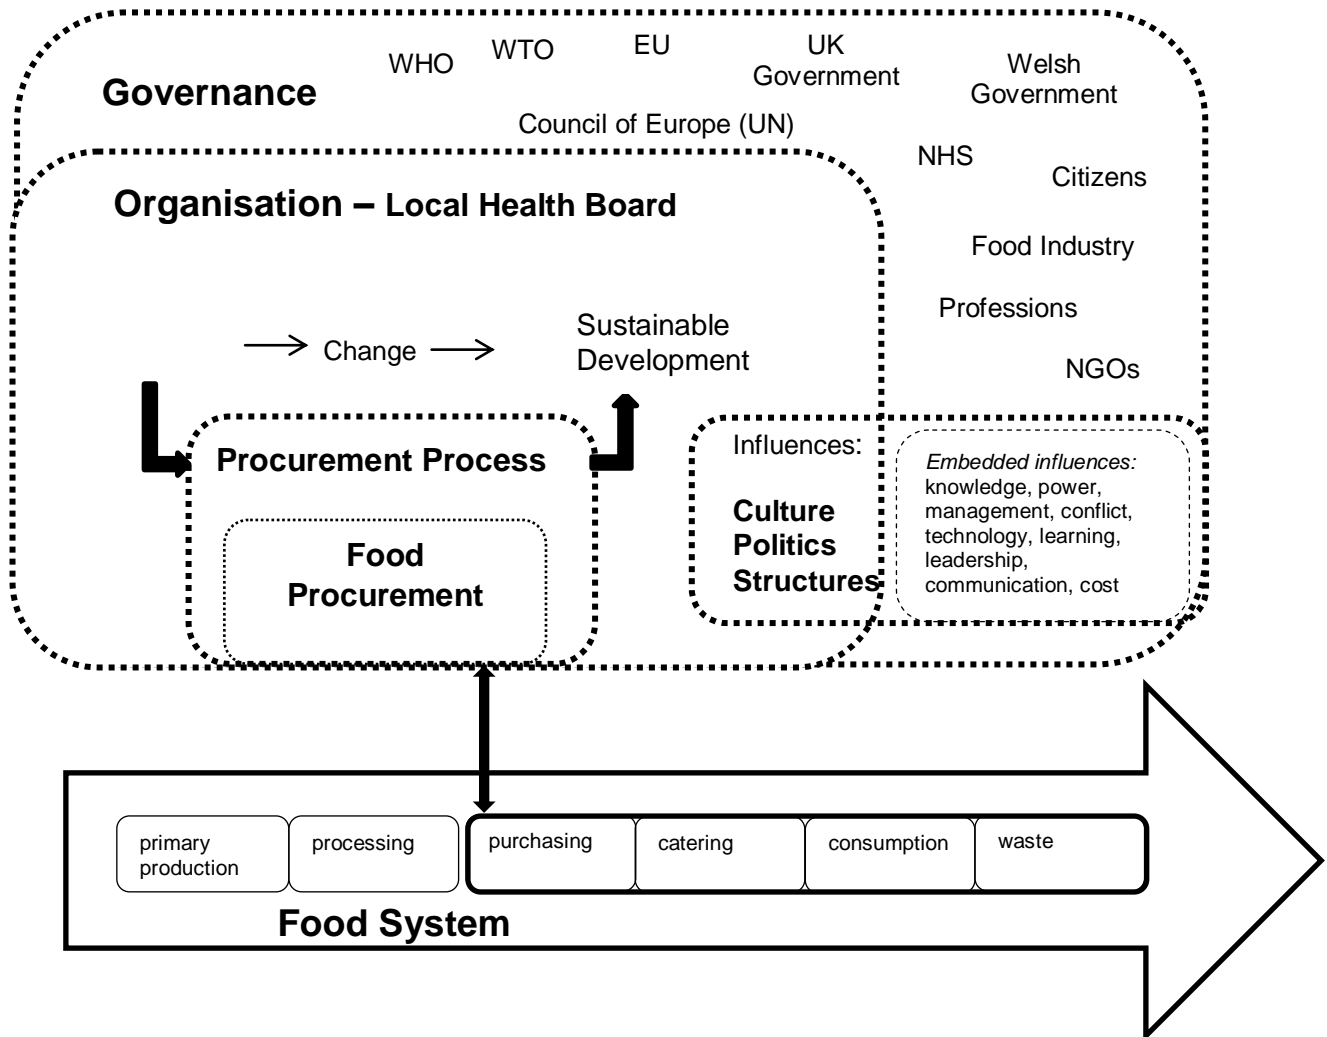 Governance
WHO
WTO
EU
UK
Government
Welsh
Government
Council of Europe (UN)
NHS
Citizens
Food Industry
Professions
NGOs
Organisation – Local Health Board
Change
Sustainable
Development
Procurement Process
Food
Procurement
Influences:
Culture
Politics
Structures
Embedded influences:
knowledge, power,
management, conflict,
technology, learning,
leadership,
communication, cost
primary
production
processing
purchasing
catering
consumption
waste
Food System